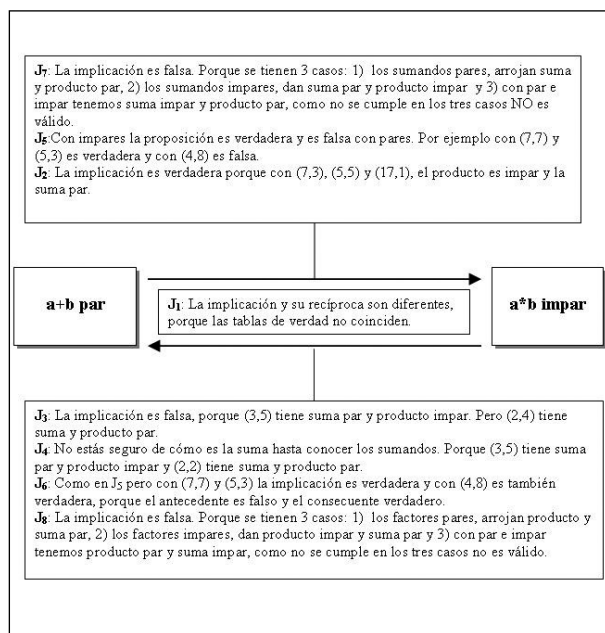 J7: La implicación es falsa. Porque se tienen 3 casos: 1) los sumandos pares, arrojan suma
y producto par, 2) los sumandos impares, dan suma par y producto impar y 3) con par e
impar tenemos suma impar y producto par, como no se cumple en los tres casos NO es
válido.
J5:Con impares la proposición es verdadera y es falsa con pares. Por ejemplo con (7,7) y
(5,3) es verdadera y con (4,8) es falsa.
J2: La implicación es verdadera porque con (7,3), (5,5) y (17,1), el producto es impar y la
suma par.
a+b par
J1: La implicación y su recíproca son diferentes,
porque las tablas de verdad no coinciden.
a*b impar
J3: La implicación es falsa, porque (3,5) tiene suma par y producto impar. Pero (2,4) tiene
suma y producto par.
J4: No estás seguro de cómo es la suma hasta conocer los sumandos. Porque (3,5) tiene suma
par y producto impar y (2,2) tiene suma y producto par.
J6: Como en J5 pero con (7,7) y (5,3) la implicación es verdadera y con (4,8) es también
verdadera, porque el antecedente es falso y el consecuente verdadero.
J8: La implicación es falsa. Porque se tienen 3 casos: 1) los factores pares, arrojan producto y
suma par, 2) los factores impares, dan producto impar y suma par y 3) con par e impar
tenemos producto par y suma impar, como no se cumple en los tres casos no es válido.